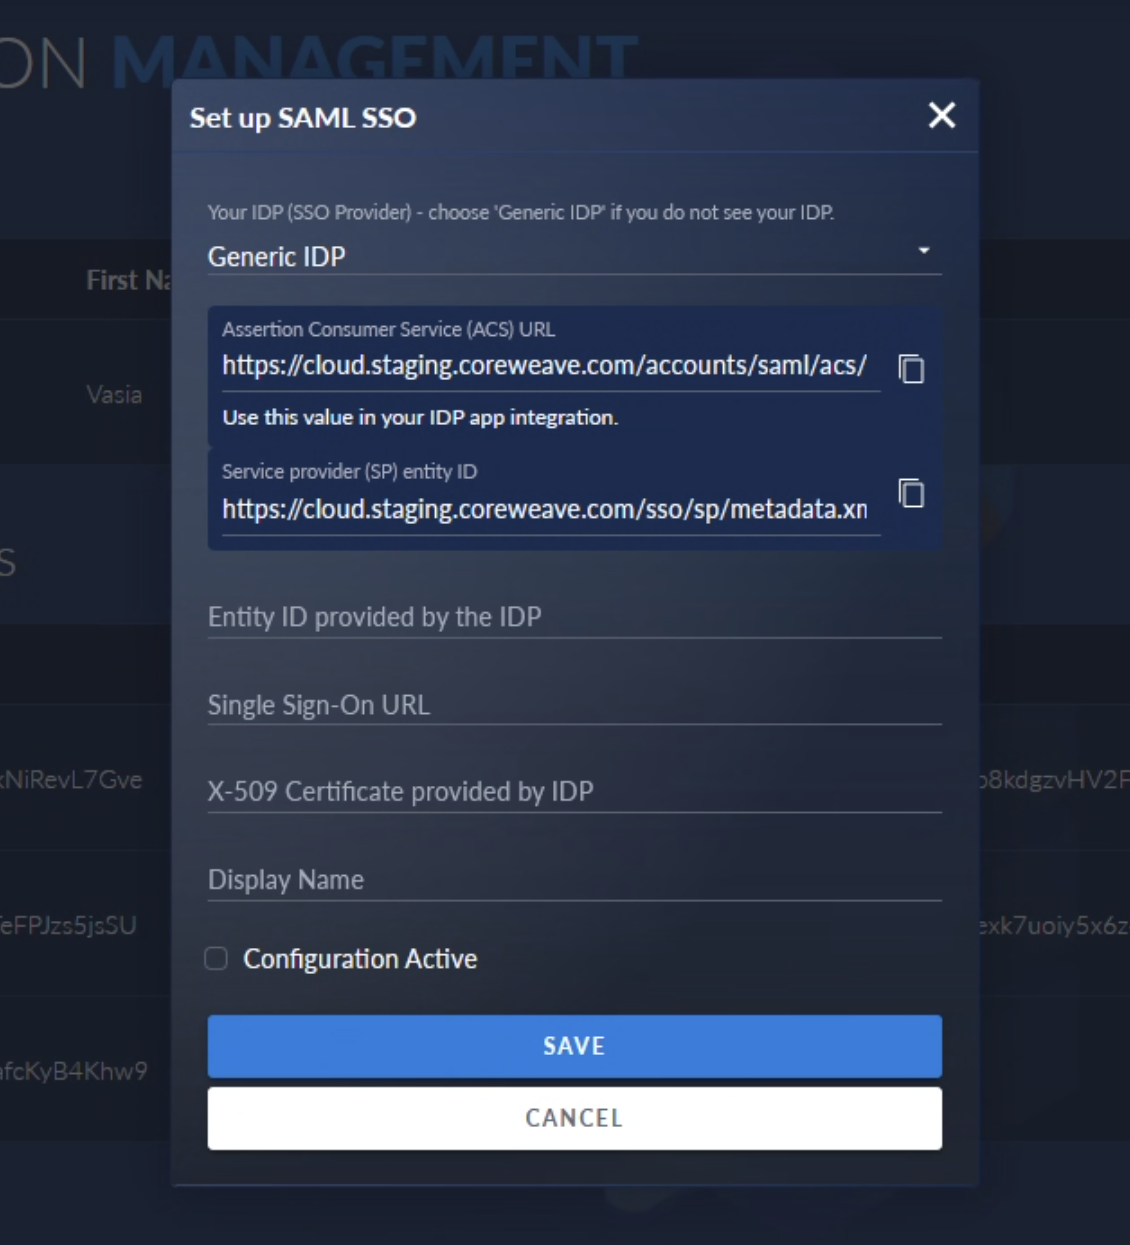 ON MANAGEMENT
Set up SAML SSO
Your IDP (SSO Provider) - choose 'Generic IDP' if you do not see your IDP.
Generic IDP
First Na
Assertion Consumer Service (ACS) URL
https://cloud.staging.coreweave.com/accounts/saml/acs/
Vasia
Use this value in your IDP app integration.
Service provider (SP) entity ID
https://cloud.staging.coreweave.com/sso/sp/metadata.xm
S
Entity ID provided by the IDP
Single Sign-On URL
kNiRevL7Gve
X-509 Certificate provided by IDP
Display Name
eFPJzs5jsSU
exk7uoiy5x6z
Configuration Active
SAVE
afcKyB4Khw9
CANCEL